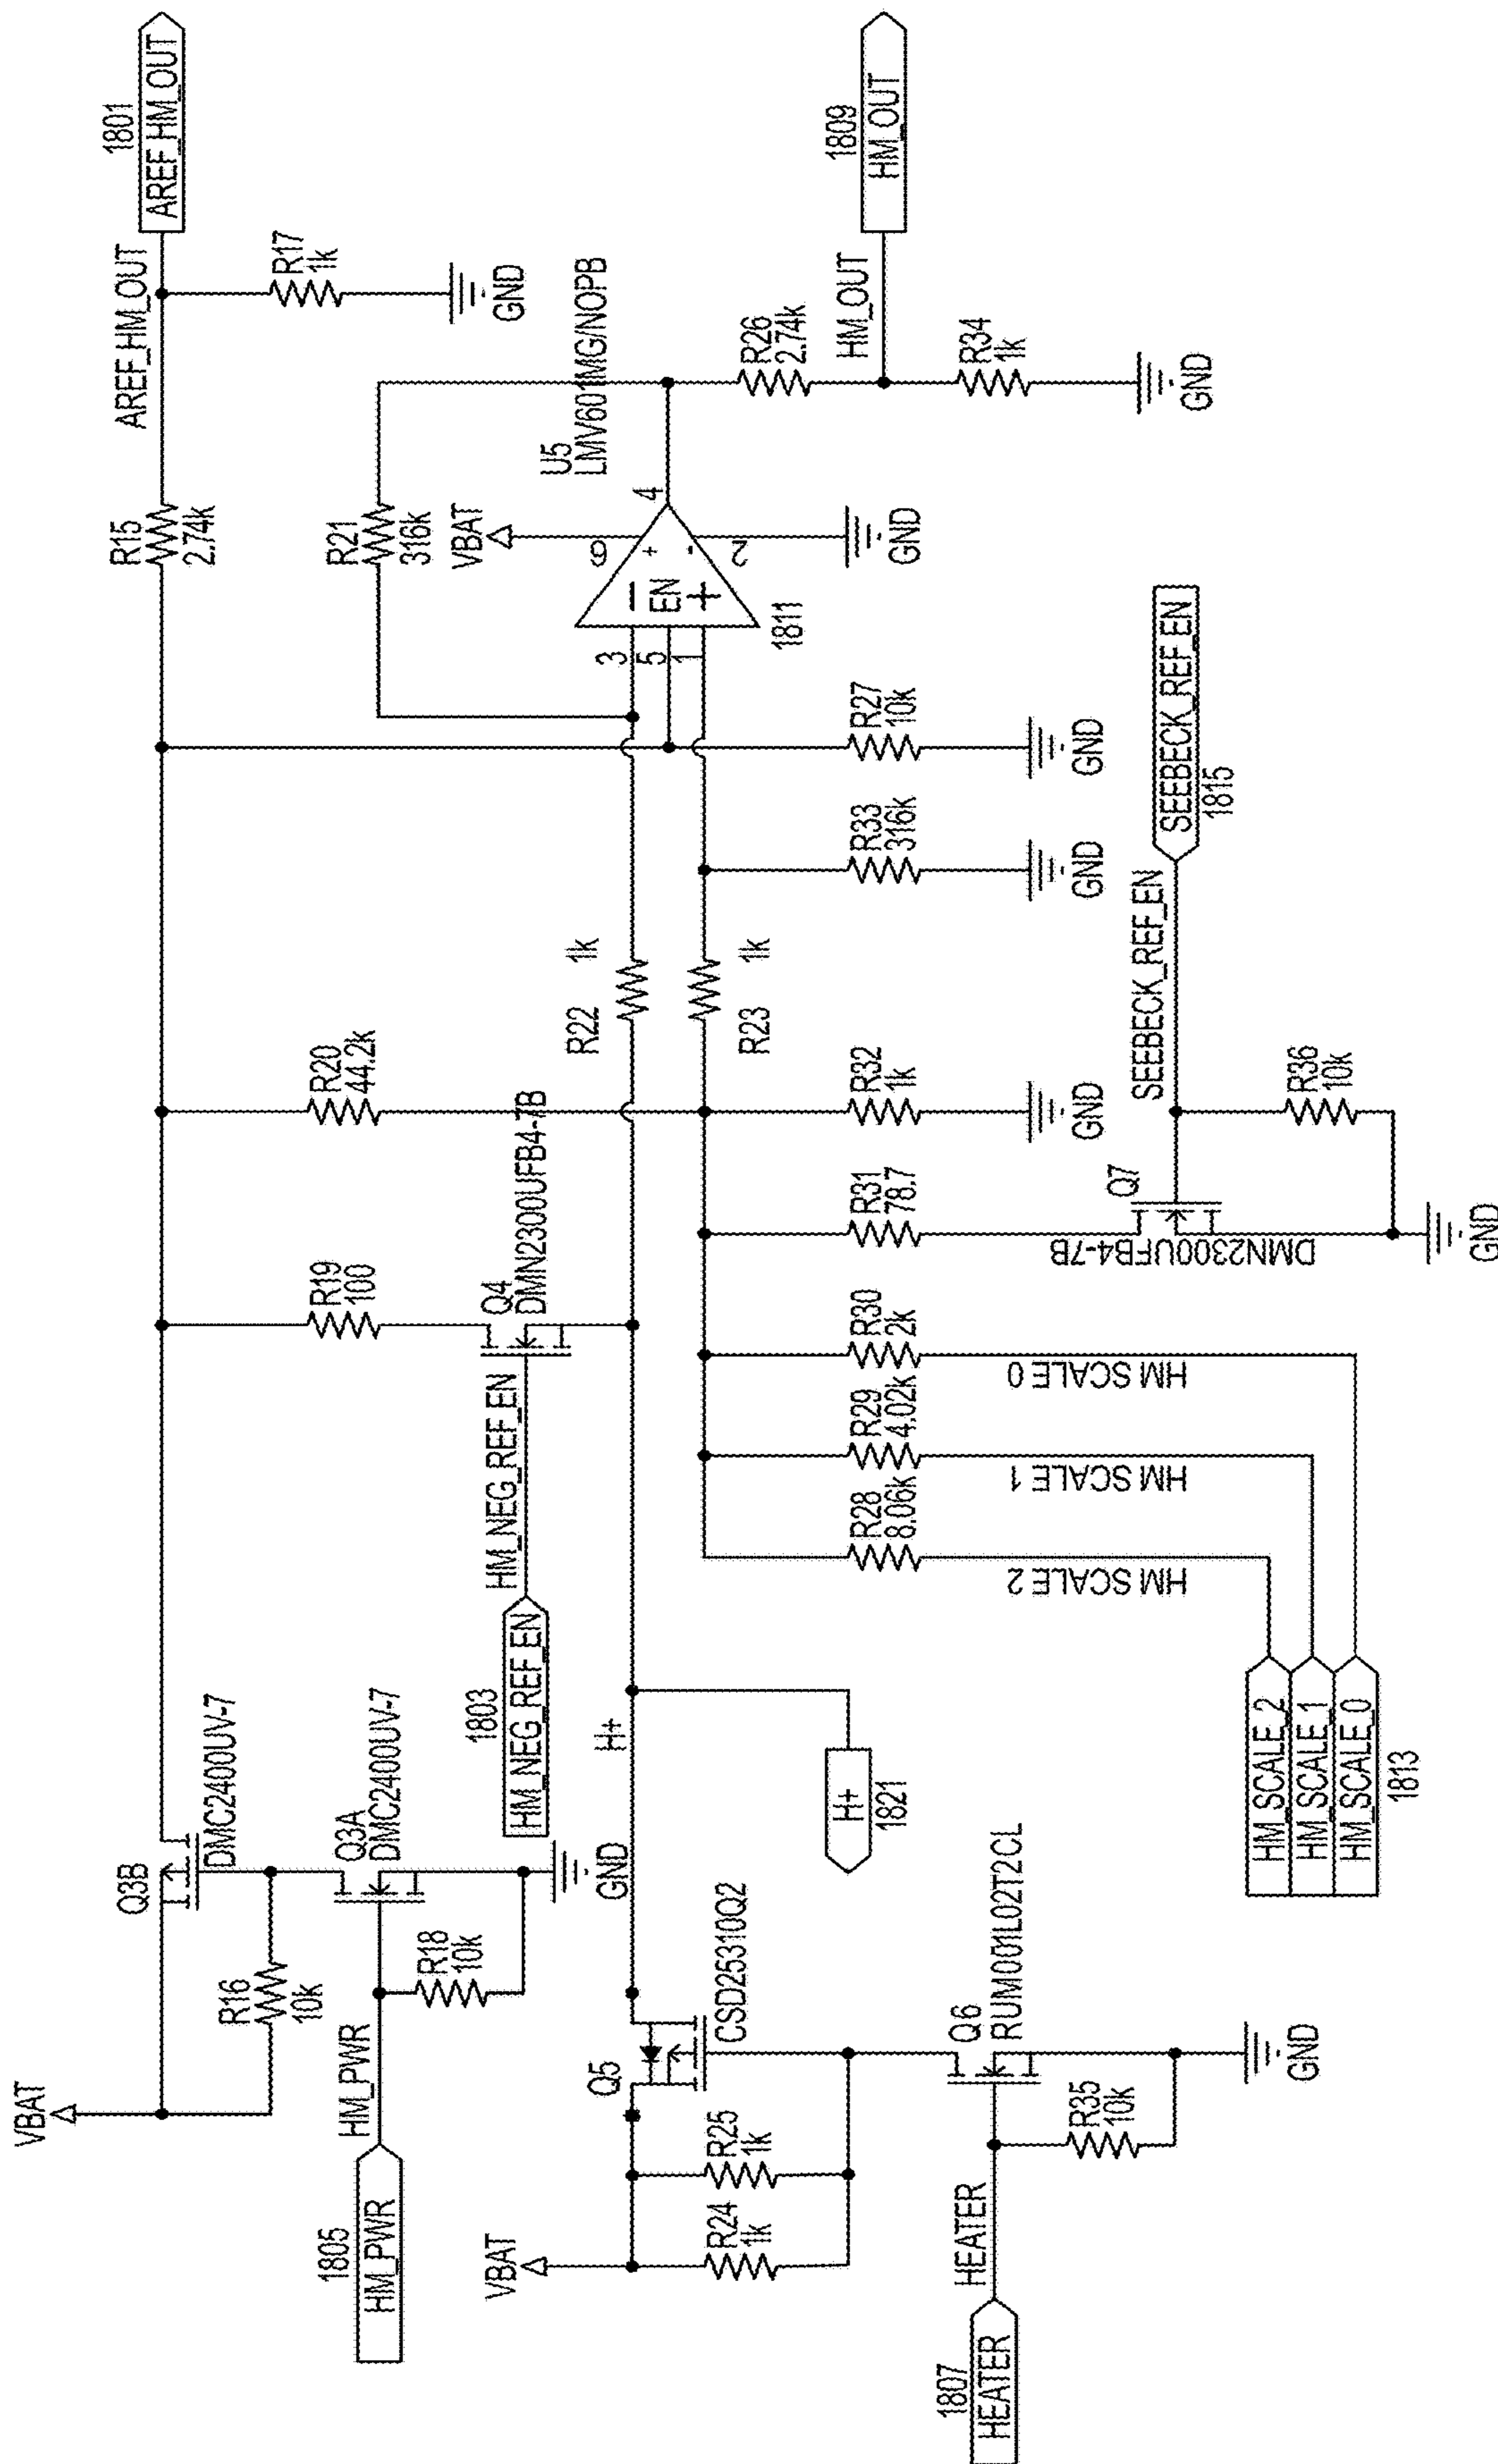 VBAT
Q3B
DMC2400UV-7
R16
10k
Q3A
DMC2400UV-7
1805
HM_PWR
HM_PWR
R18
10k
GND
1803
HM_NEG_REF_EN
HM_NEG_REF_EN
R19
100
Q4
DMN2300UFB4-7B
R20
44.2k
R15
2.74k
AREF_HM_OUT
1801
AREF_HM_OUT
R17
1k
GND
R21
316k
VBAT
U5
LMV601MG/NOPB
6
+
-
2
4
3
5
1
−
EN
+
1811
GND
R26
2.74k
HM_OUT
1809
HM_OUT
R34
1k
GND
R22
1k
R23
1k
VBAT
Q5
CSD25310Q2
H+
H+
1821
R24
1k
R25
1k
1807
HEATER
HEATER
Q6
RUM001L02T2CL
R35
10k
GND
R28
8.06k
HM SCALE 2
R29
4.02k
HM SCALE 1
R30
2k
HM SCALE 0
HM_SCALE_2
HM_SCALE_1
HM_SCALE_0
1813
R31
78.7
R32
1k
GND
R33
316k
GND
R27
10k
GND
Q7
DMN2300UFB4-7B
SEEBECK_REF_EN
SEEBECK_REF_EN
1815
R36
10k
GND